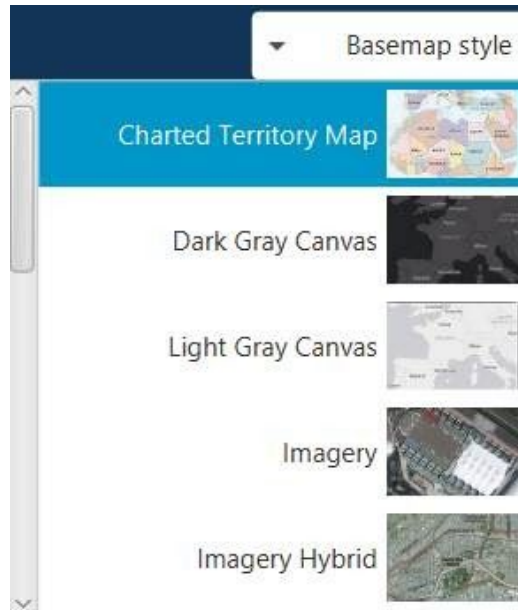 Basemap style
Charted Territory Map
Dark Gray Canvas
Light Gray Canvas
Imagery
Imagery Hybrid